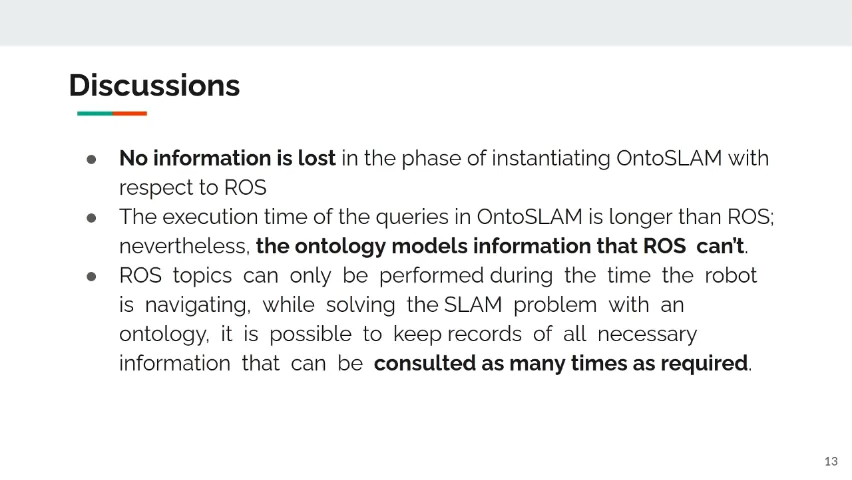 Discussions
● No information is lost in the phase of instantiating OntoSLAM with
respect to ROS
● The execution time of the queries in OntoSLAM is longer than ROS;
nevertheless, the ontology models information that ROS can't.
● ROS topics can only be performed during the time the robot
is navigating, while solving the SLAM problem with an
ontology, it is possible to keep records of all necessary
information that can be consulted as many times as required.
13